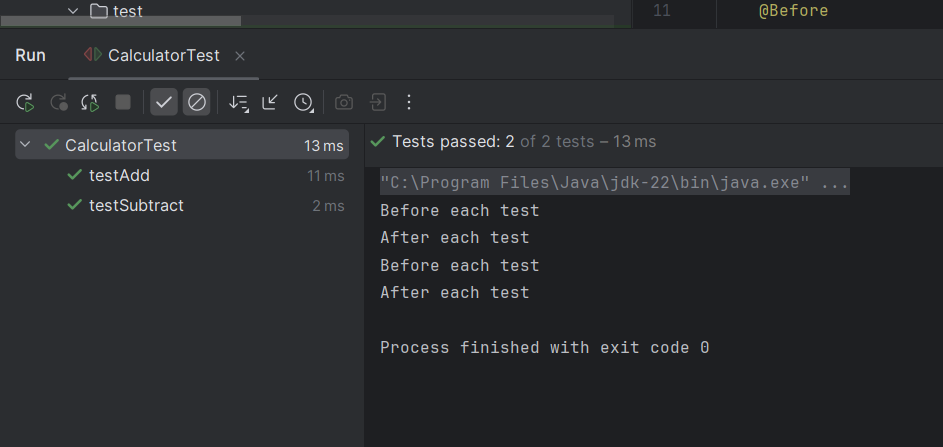 test
11 @Before
Run CalculatorTest
CalculatorTest 13 ms
testAdd 11 ms
testSubtract 2 ms
Tests passed: 2 of 2 tests – 13 ms
"C:\Program Files\Java\jdk-22\bin\java.exe" ...
Before each test
After each test
Before each test
After each test
Process finished with exit code 0